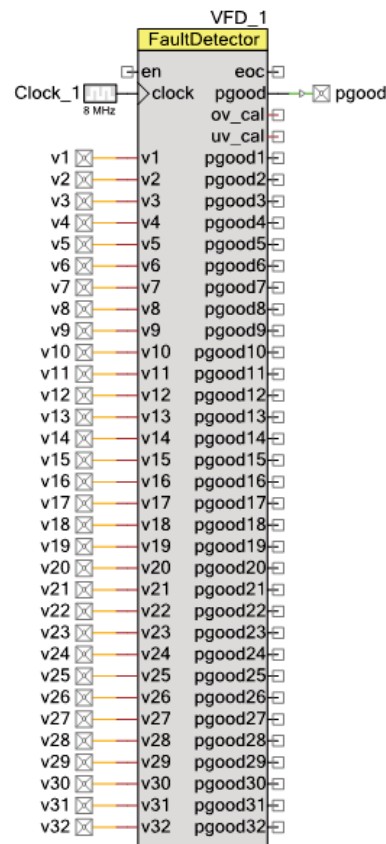 VFD_1
FaultDetector
en eoc
Clock_1 clock pgood pgood
8 MHz
ov_cal
uv_cal
v1 v1 pgood1
v2 v2 pgood2
v3 v3 pgood3
v4 v4 pgood4
v5 v5 pgood5
v6 v6 pgood6
v7 v7 pgood7
v8 v8 pgood8
v9 v9 pgood9
v10 v10 pgood10
v11 v11 pgood11
v12 v12 pgood12
v13 v13 pgood13
v14 v14 pgood14
v15 v15 pgood15
v16 v16 pgood16
v17 v17 pgood17
v18 v18 pgood18
v19 v19 pgood19
v20 v20 pgood20
v21 v21 pgood21
v22 v22 pgood22
v23 v23 pgood23
v24 v24 pgood24
v25 v25 pgood25
v26 v26 pgood26
v27 v27 pgood27
v28 v28 pgood28
v29 v29 pgood29
v30 v30 pgood30
v31 v31 pgood31
v32 v32 pgood32